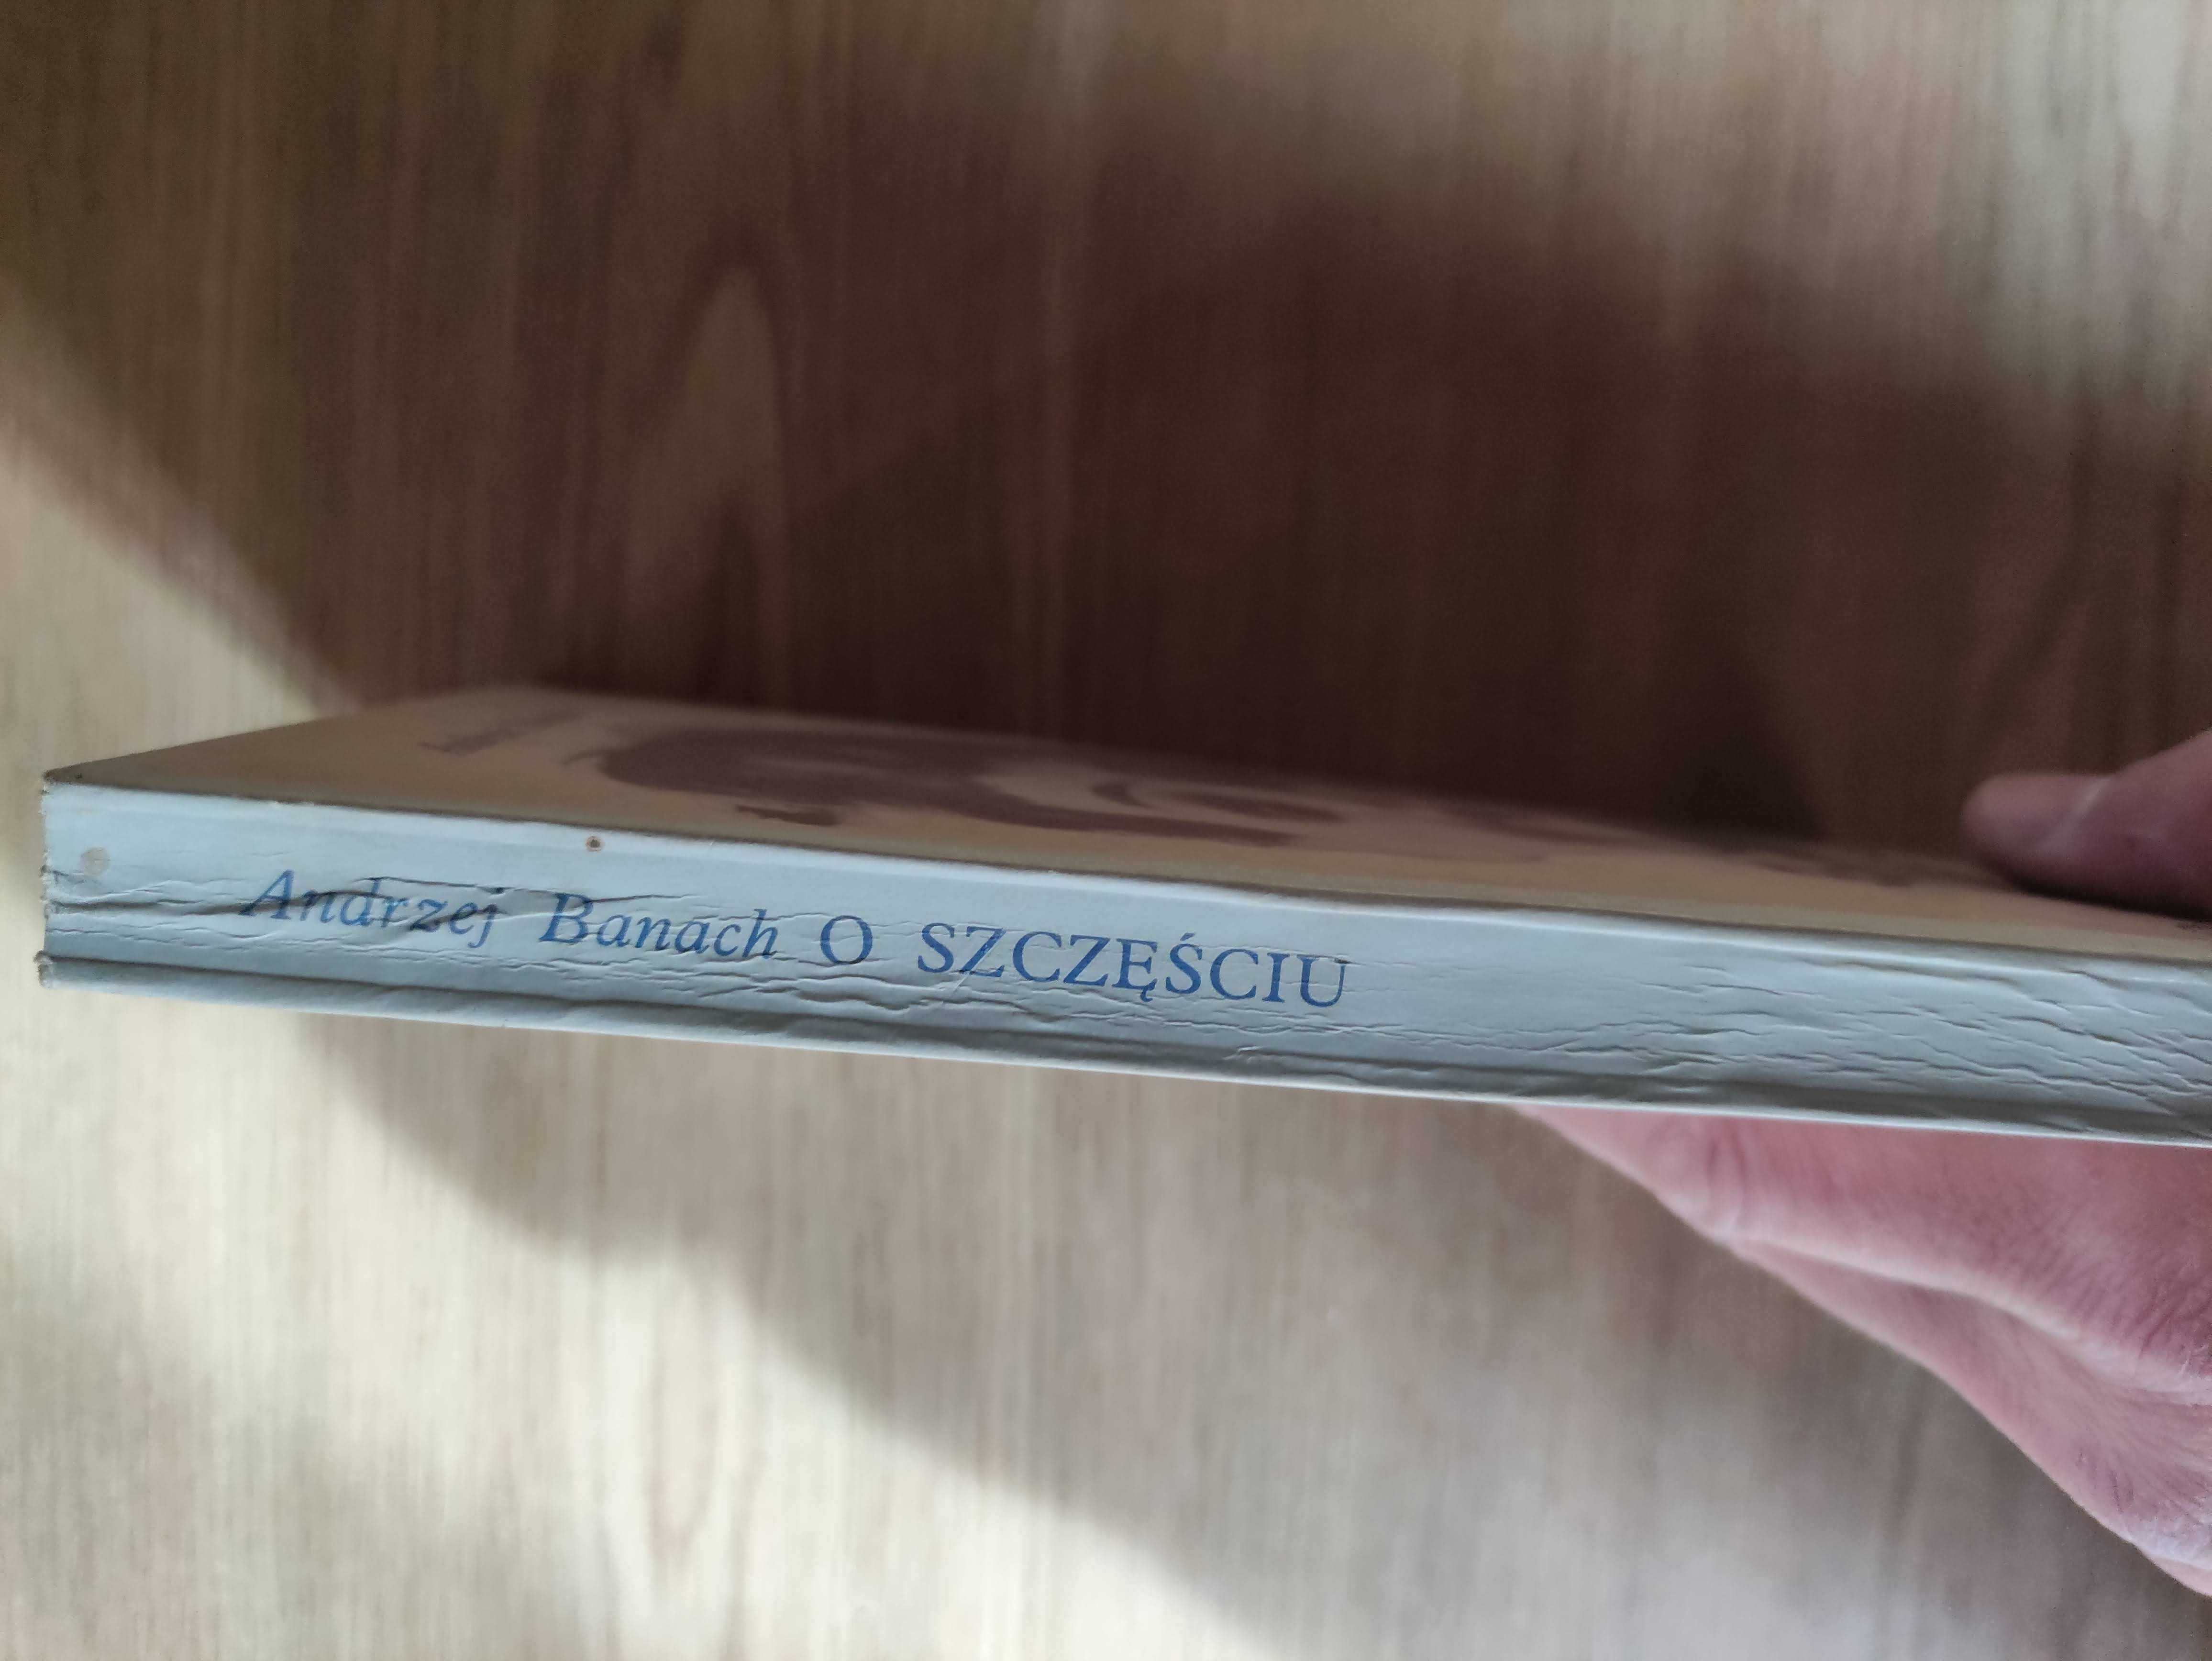 Andrzej Banach O SZCZĘŚCIU